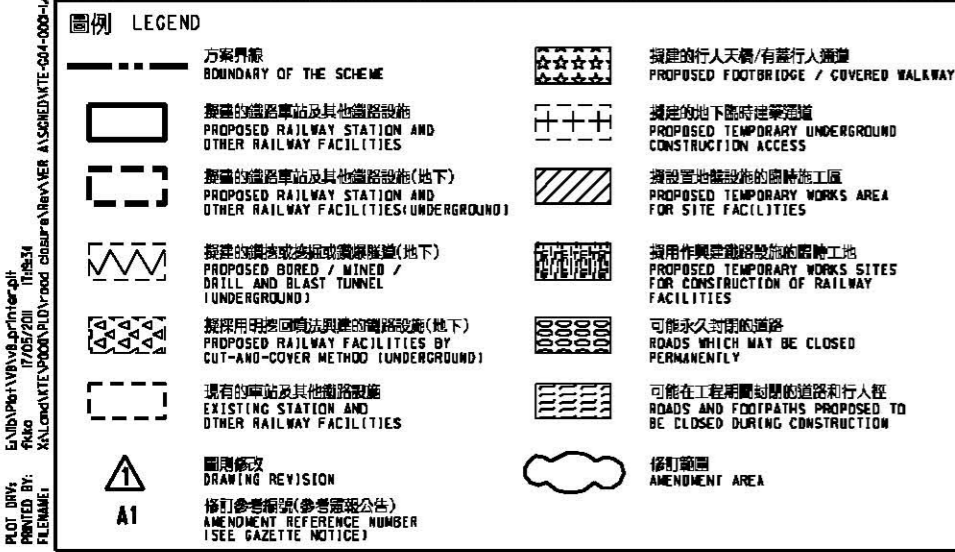 圖例 LEGEND
方案界線
BOUNDARY OF THE SCHEME
擬建的鐵路車站及其他鐵路設施
PROPOSED RAILWAY STATION AND
OTHER RAILWAY FACILITIES
擬建的鐵路車站及其他鐵路設施(地下)
PROPOSED RAILWAY STATION AND
OTHER RAILWAY FACILITIES(UNDERGROUND)
擬建的鑽挖或挖掘或鑽爆隧道(地下)
PROPOSED BORED / MINED /
DRILL AND BLAST TUNNEL
(UNDERGROUND)
擬採用明挖回填法興建的鐵路設施(地下)
PROPOSED RAILWAY FACILITIES BY
CUT-AND-COVER METHOD (UNDERGROUND)
現有的車站及其他鐵路設施
EXISTING STATION AND
OTHER RAILWAY FACILITIES
1
圖則修改
DRAWING REVISION
A1
修訂參考編號(參考憲報公告)
AMENDMENT REFERENCE NUMBER
(SEE GAZETTE NOTICE)
擬建的行人天橋/有蓋行人通道
PROPOSED FOOTBRIDGE / COVERED WALKWAY
擬建的地下臨時建築通道
PROPOSED TEMPORARY UNDERGROUND
CONSTRUCTION ACCESS
擬設置地盤設施的臨時施工區
PROPOSED TEMPORARY WORKS AREA
FOR SITE FACILITIES
擬用作興建鐵路設施的臨時工地
PROPOSED TEMPORARY WORKS SITES
FOR CONSTRUCTION OF RAILWAY
FACILITIES
可能永久封閉的道路
ROADS WHICH MAY BE CLOSED
PERMANENTLY
可能在工程期間封閉的道路和行人徑
ROADS AND FOOTPATHS PROPOSED TO
BE CLOSED DURING CONSTRUCTION
修訂範圍
AMENDMENT AREA
PLOT DRV:
PRINTED BY: fkko 17/05/2011
FILENAME: